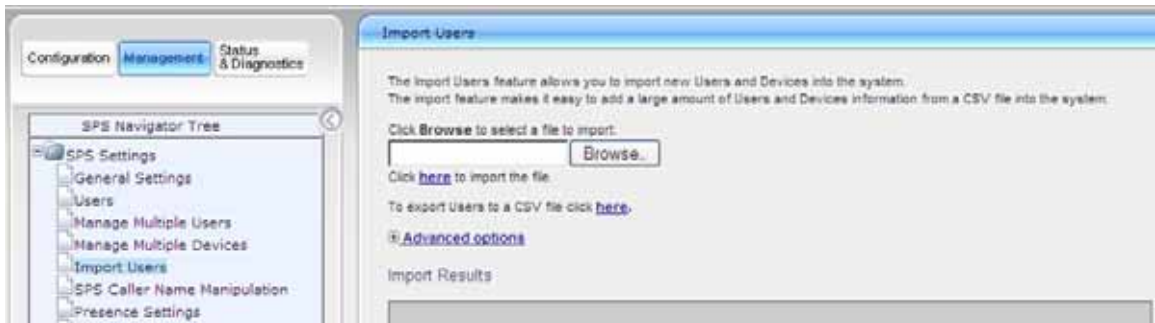 Configuration
Management
Status
& Diagnostics
SPS Navigator Tree
SPS Settings
General Settings
Users
Manage Multiple Users
Manage Multiple Devices
Import Users
SPS Caller Name Manipulation
Presence Settings
Import Users
The Import Users feature allows you to import new Users and Devices into the system.
The import feature makes it easy to add a large amount of Users and Devices information from a CSV file into the system.
Click Browse to select a file to import:
Browse..
Click here to import the file.
To export Users to a CSV file click here.
Advanced options
Import Results